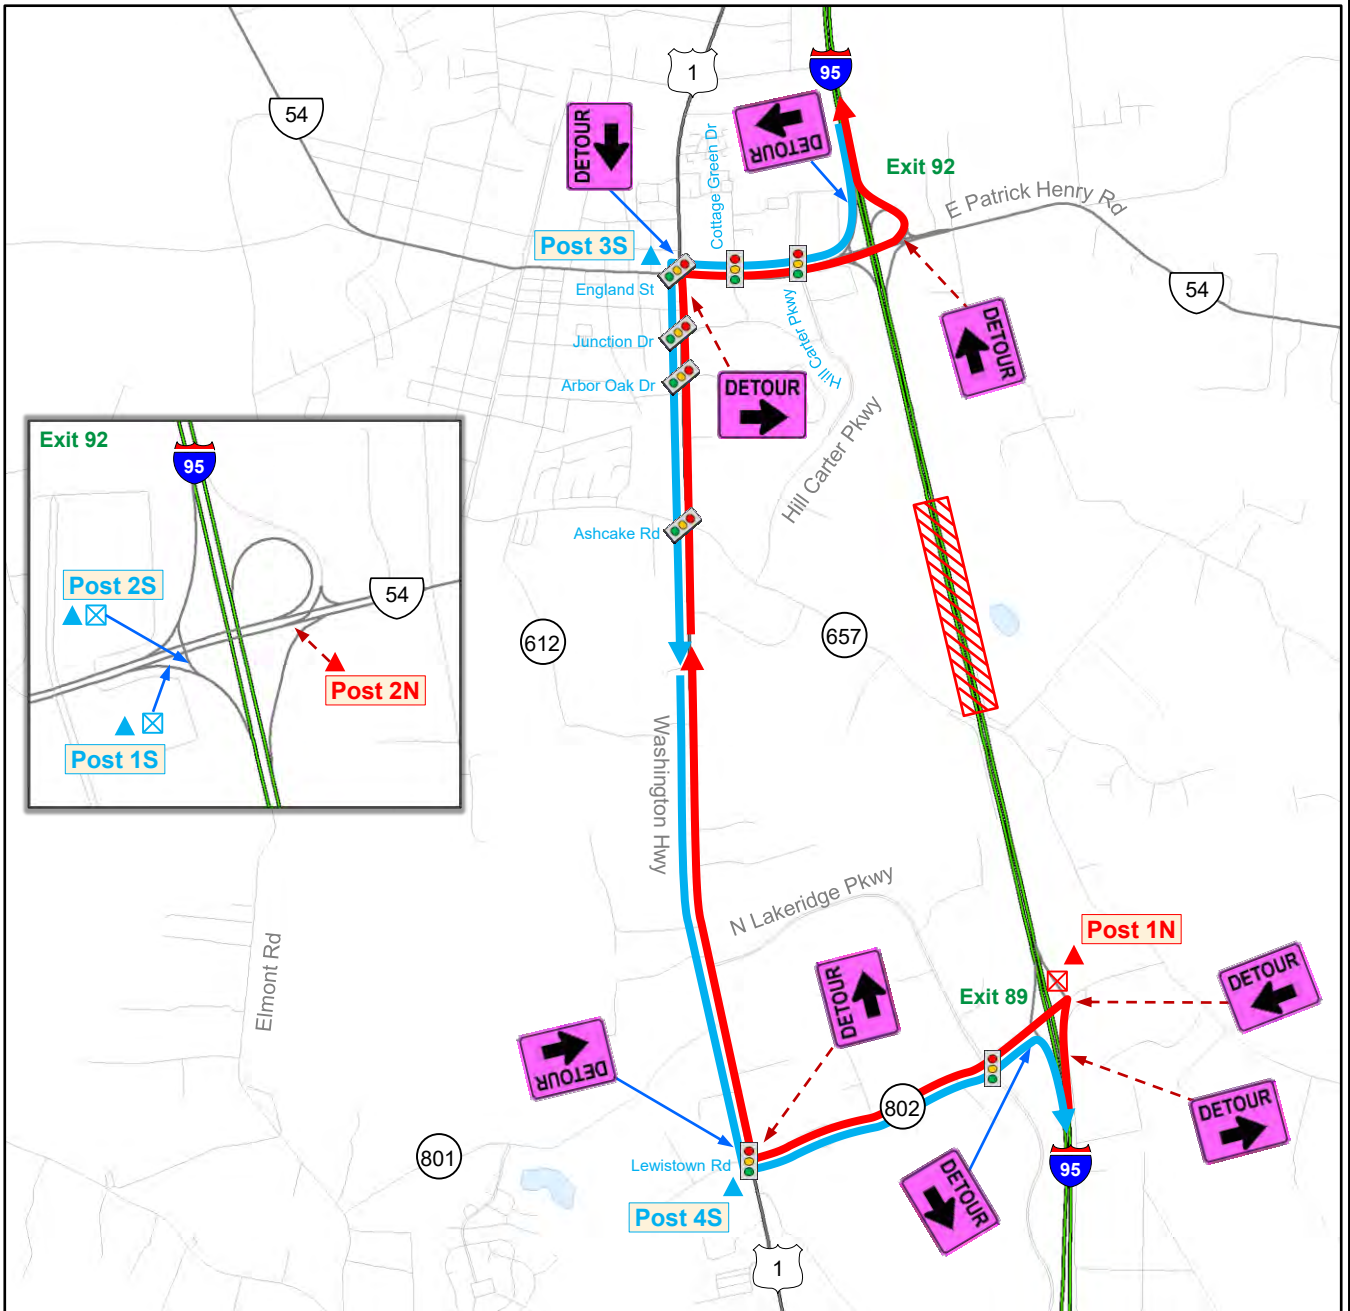 1
95
54
DETOUR
DETOUR
Cottage Green Dr
Exit 92
E Patrick Henry Rd
Post 3S
England St
54
Hill Carter Pkwy
DETOUR
Junction Dr
Arbor Oak Dr
DETOUR
Hill Carter Pkwy
Ashcake Rd
Exit 92
95
Post 2S
54
Post 2N
Post 1S
612
657
Washington Hwy
N Lakeridge Pkwy
Elmont Rd
Post 1N
Exit 89
DETOUR
DETOUR
DETOUR
DETOUR
802
801
Lewistown Rd
Post 4S
DETOUR
95
1